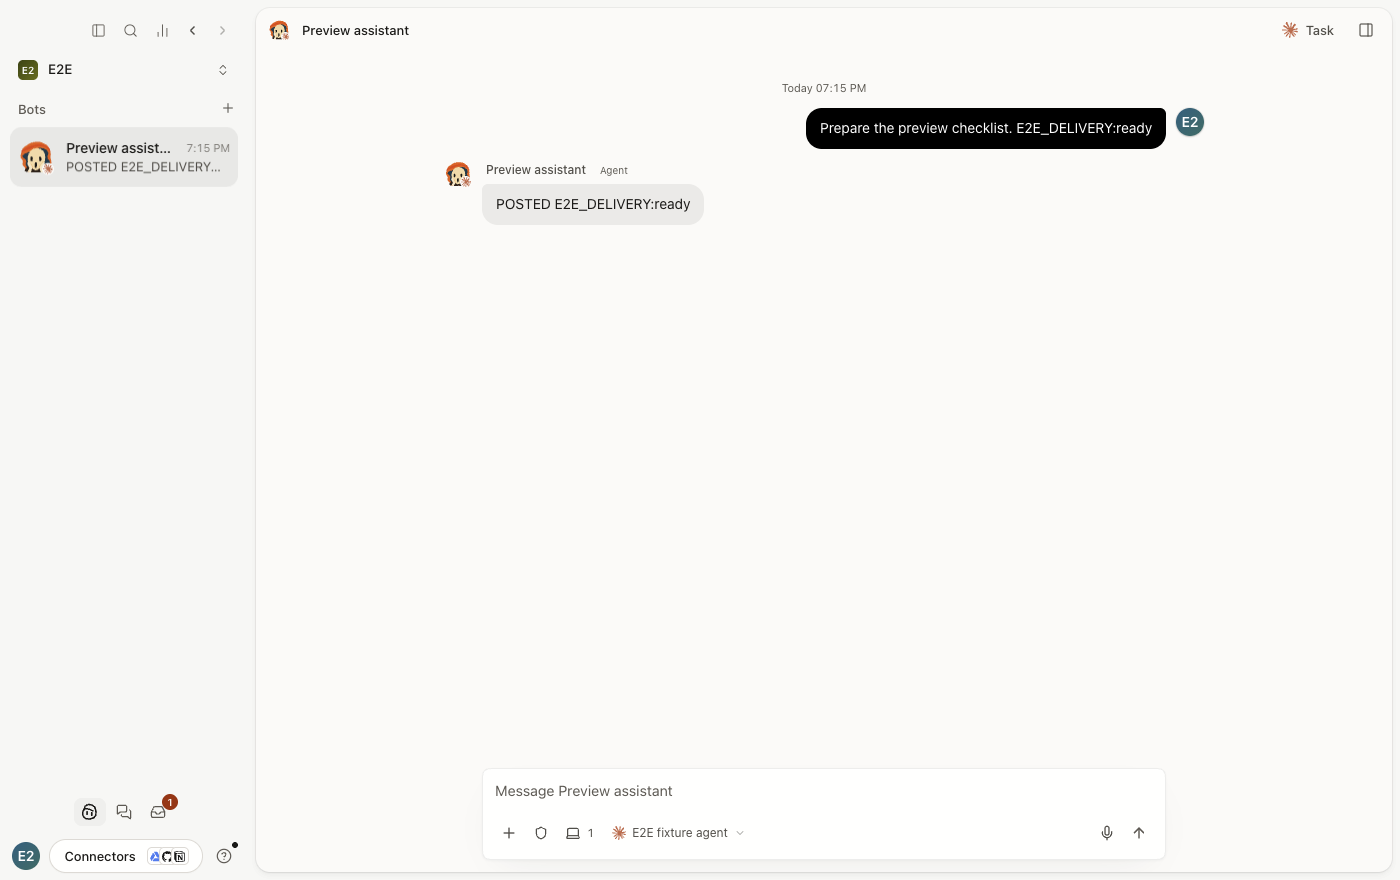 E2 E2E
Bots
Preview assist... 7:15 PM
POSTED E2E_DELIVERY...
1
E2 Connectors
Preview assistant
Task
Today 07:15 PM
Prepare the preview checklist. E2E_DELIVERY:ready
E2
Preview assistant Agent
POSTED E2E_DELIVERY:ready
Message Preview assistant
1 E2E fixture agent